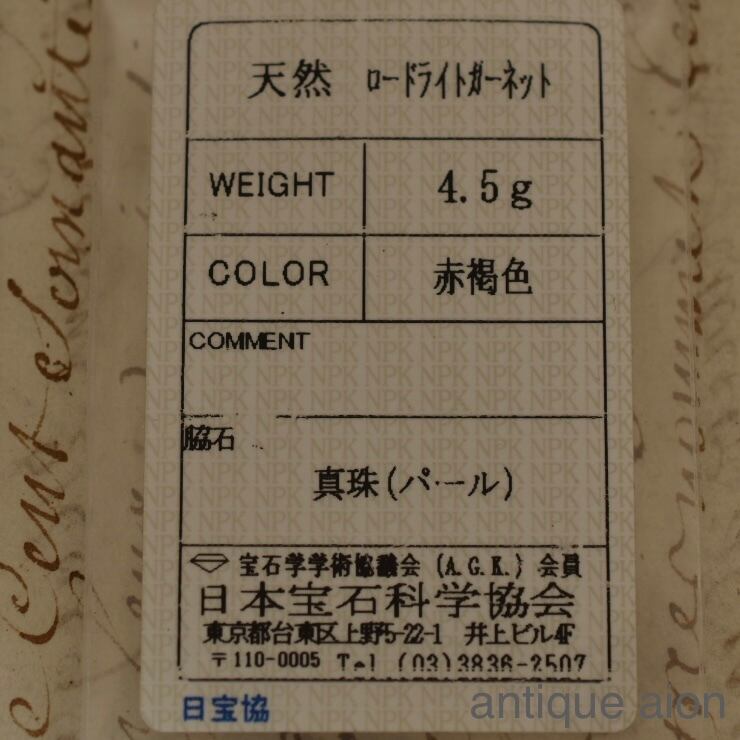 天然 ロードライトガーネット
WEIGHT 4.5g
COLOR 赤褐色
COMMENT
脇石
真珠(パール)
宝石学学術協議会 (A.G.K.) 会員
日本宝石科学協会
東京都台東区上野5-22-1 井上ビル4F
〒110-0005 Tel (03)3836-2507
日宝協
antique aion
Cent